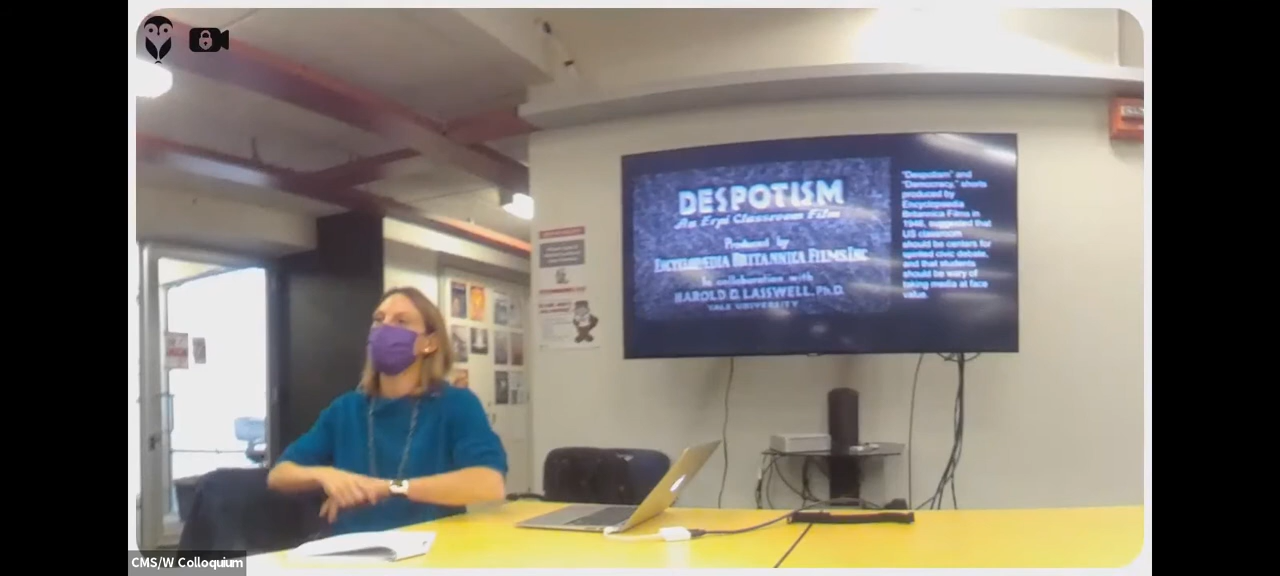 DESPOTISM
An Erpi Classroom Film
Produced by
ENCYCLOPÆDIA BRITANNICA FILMS, INC
In collaboration with
HAROLD D. LASSWELL, PH.D.
YALE UNIVERSITY
"Despotism" and
"Democracy," shorts
produced by
Encyclopaedia
Britannica Films in
1946, suggested that
US classroom
should be centers for
spirited civic debate,
and that students
should be wary of
taking media at face
value.
CMS/W Colloquium